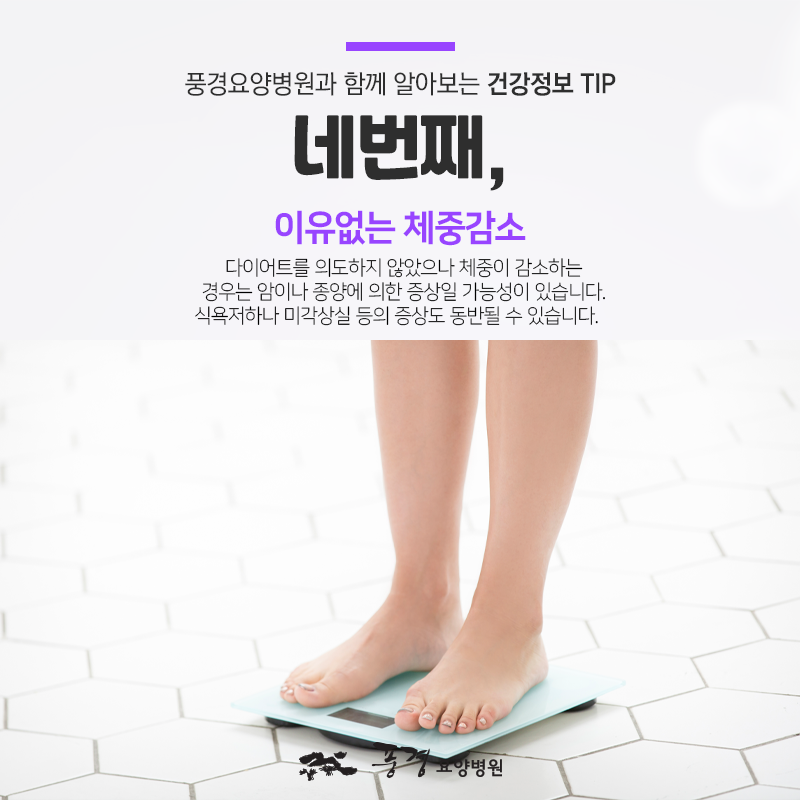 풍경요양병원과 함께 알아보는 건강정보 TIP
네번째,
이유없는 체중감소
다이어트를 의도하지 않았으나 체중이 감소하는
경우는 암이나 종양에 의한 증상일 가능성이 있습니다.
식욕저하나 미각상실 등의 증상도 동반될 수 있습니다.
풍경 요양병원